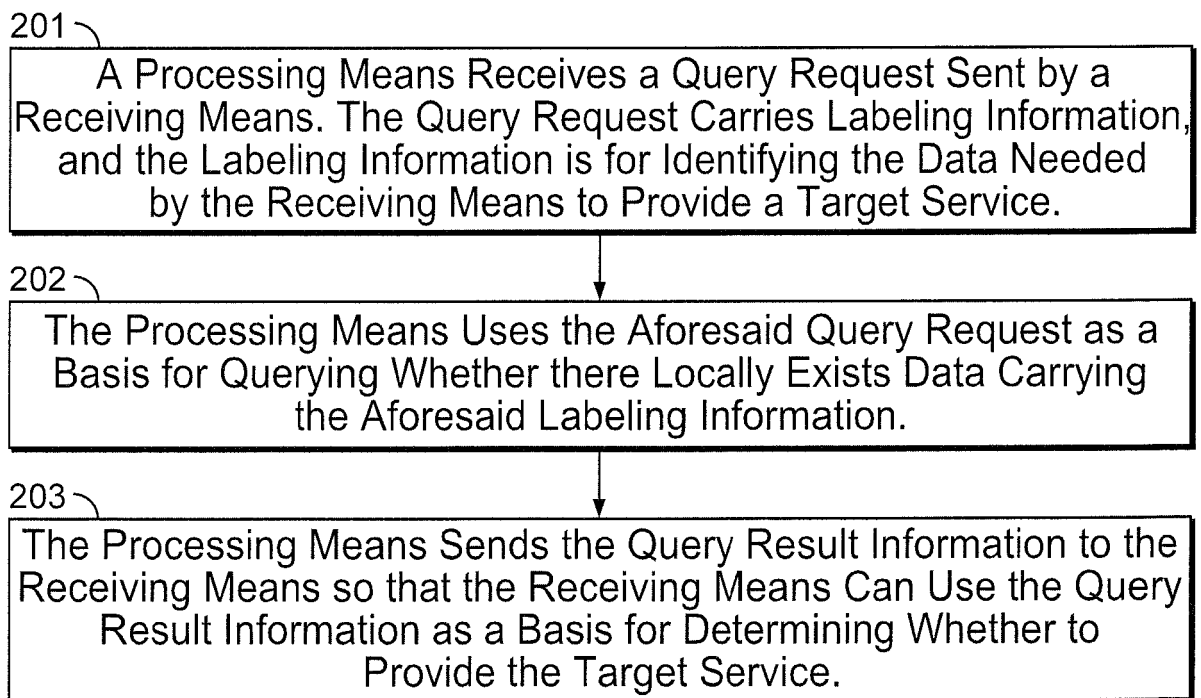 201
A Processing Means Receives a Query Request Sent by a
Receiving Means. The Query Request Carries Labeling Information,
and the Labeling Information is for Identifying the Data Needed
by the Receiving Means to Provide a Target Service.
202
The Processing Means Uses the Aforesaid Query Request as a
Basis for Querying Whether there Locally Exists Data Carrying
the Aforesaid Labeling Information.
203
The Processing Means Sends the Query Result Information to the
Receiving Means so that the Receiving Means Can Use the Query
Result Information as a Basis for Determining Whether to
Provide the Target Service.